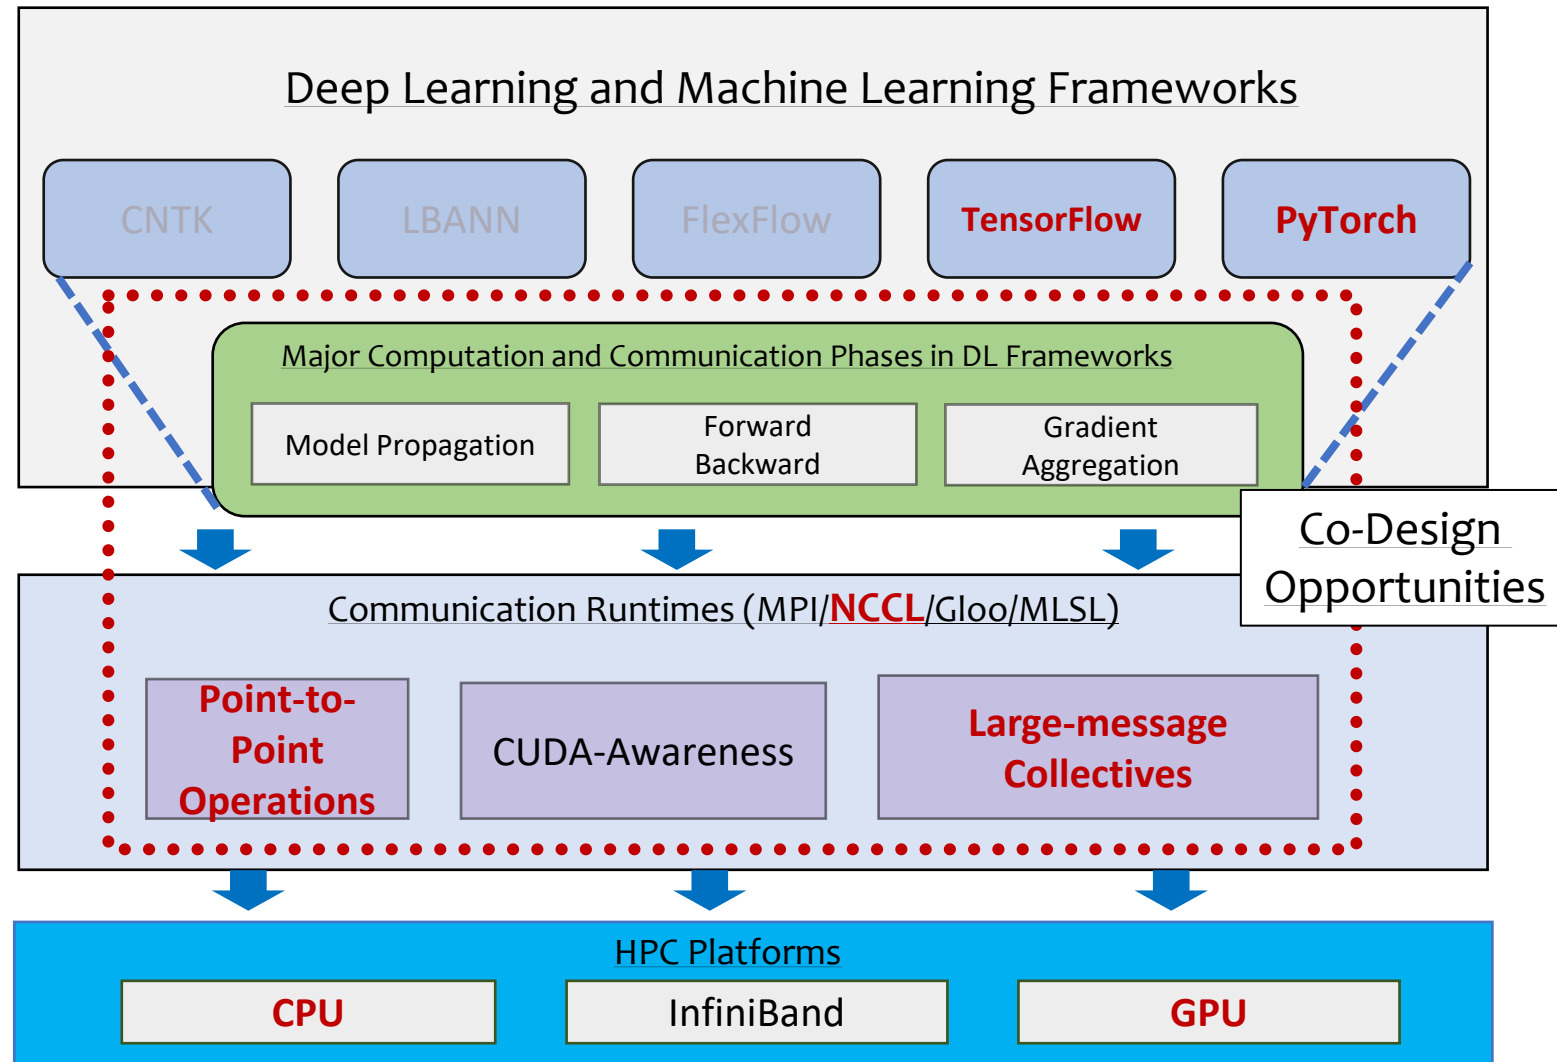 Deep Learning and Machine Learning Frameworks
CNTK
LBANN
FlexFlow
TensorFlow
PyTorch
Major Computation and Communication Phases in DL Frameworks
Model Propagation
Forward
Backward
Gradient
Aggregation
Co-Design
Opportunities
Communication Runtimes (MPI/NCCL/Gloo/MLSL)
Point-to-
Point
Operations
CUDA-Awareness
Large-message
Collectives
HPC Platforms
CPU
InfiniBand
GPU